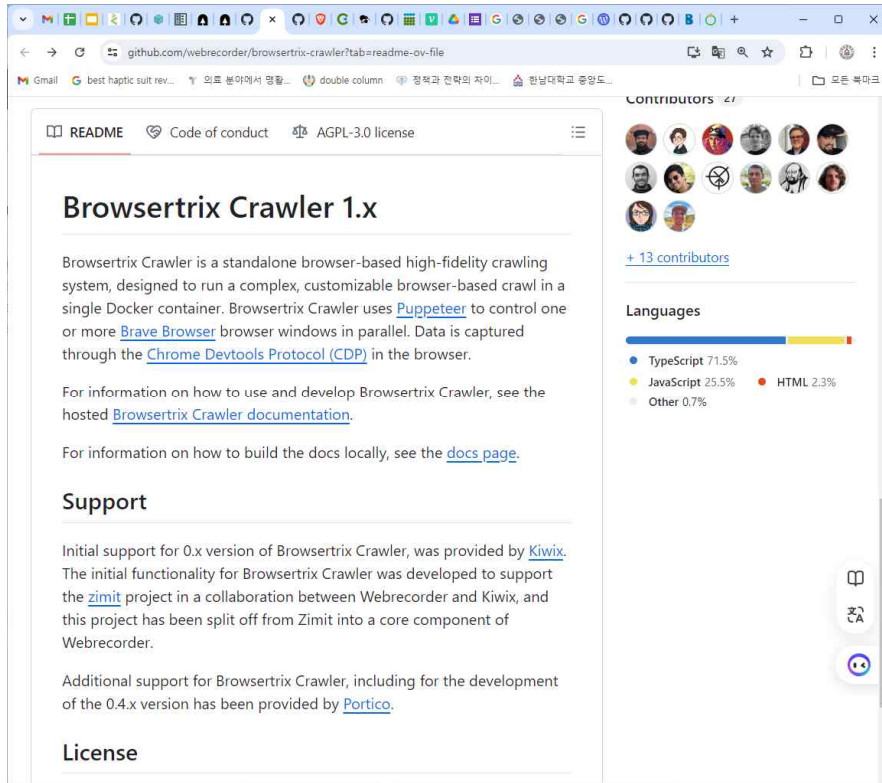 github.com/webrecorder/browsertrix-crawler?tab=readme-ov-file
Gmail
best haptic suit rev...
의료 분야에서 명활...
double column
정책과 전략의 차이...
한남대학교 중앙도...
모든 북마크
README
Code of conduct
AGPL-3.0 license
Browsertrix Crawler 1.x
Browsertrix Crawler is a standalone browser-based high-fidelity crawling
system, designed to run a complex, customizable browser-based crawl in a
single Docker container. Browsertrix Crawler uses Puppeteer to control one
or more Brave Browser browser windows in parallel. Data is captured
through the Chrome Devtools Protocol (CDP) in the browser.
For information on how to use and develop Browsertrix Crawler, see the
hosted Browsertrix Crawler documentation.
For information on how to build the docs locally, see the docs page.
Support
Initial support for 0.x version of Browsertrix Crawler, was provided by Kiwix.
The initial functionality for Browsertrix Crawler was developed to support
the zimit project in a collaboration between Webrecorder and Kiwix, and
this project has been split off from Zimit into a core component of
Webrecorder.
Additional support for Browsertrix Crawler, including for the development
of the 0.4.x version has been provided by Portico.
License
Contributors 27
+ 13 contributors
Languages
TypeScript 71.5%
JavaScript 25.5%
HTML 2.3%
Other 0.7%